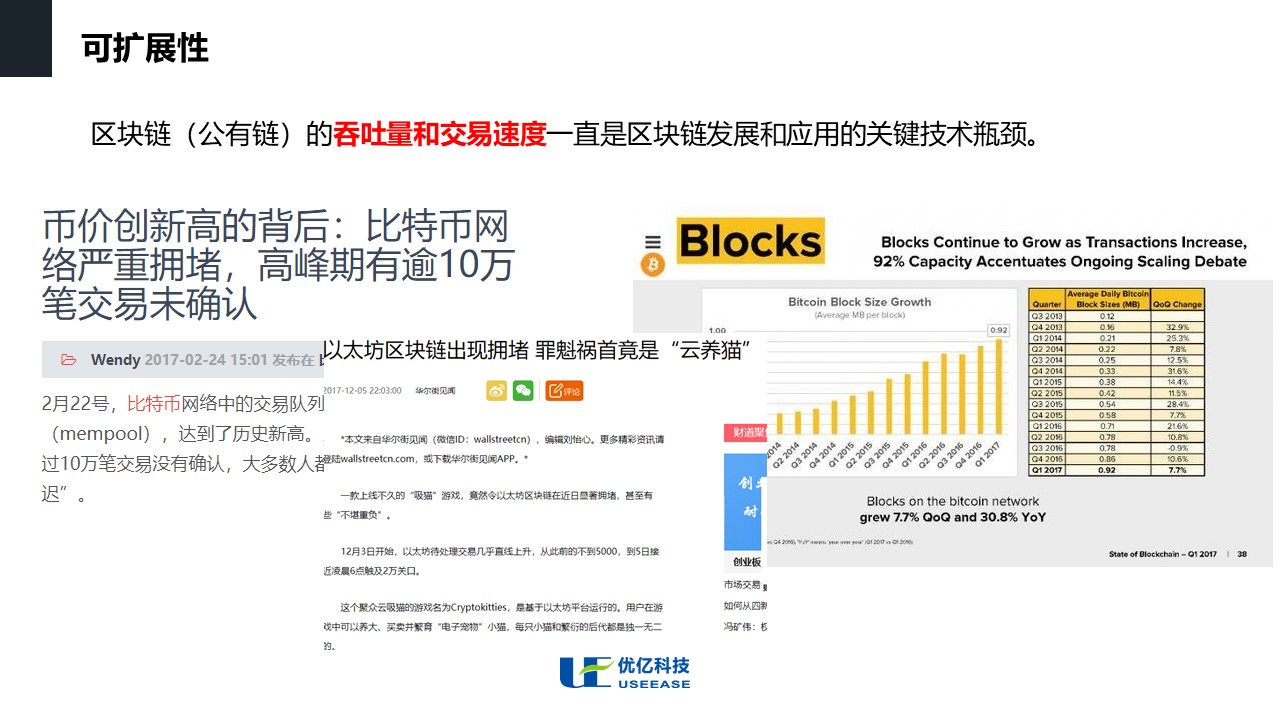 可扩展性
区块链（公有链）的吞吐量和交易速度一直是区块链发展和应用的关键技术瓶颈。
币价创新高的背后：比特币网
络严重拥堵，高峰期有逾10万
笔交易未确认
Wendy 2017-02-24 15:01 发布在
2月22号，比特币网络中的交易队列
（mempool），达到了历史新高。
过10万笔交易没有确认，大多数人都
迟”。
以太坊区块链出现拥堵 罪魁祸首竟是“云养猫”
2017-12-05 22:03:00 华尔街见闻
评论
*本文来自华尔街见闻（微信ID：wallstreetcn），编辑刘怡心。更多精彩资讯请
登陆wallstreetcn.com，或下载华尔街见闻APP。*
一款上线不久的“吸猫”游戏，竟然令以太坊区块链在近日显著拥堵，甚至有
些“不堪重负”。
12月3日开始，以太坊待处理交易几乎直线上升，从此前的不到5000，到5日接
近凌晨6点触及2万关口。
这个聚众云吸猫的游戏名为Cryptokitties，是基于以太坊平台运行的。用户在游
戏中可以养大、买卖并繁育“电子宠物”小猫，每只小猫和繁衍的后代都是独一无二
的。
财道聚焦
创业
耐
创业板
市场交易
如何从四新
冯矿伟：权
Blocks
Blocks Continue to Grow as Transactions Increase,
92% Capacity Accentuates Ongoing Scaling Debate
Bitcoin Block Size Growth
(Average MB per block)
1.00
0.92
2014
Q2 2014
Q3 2014
Q4 2014
Q1 2015
Q2 2015
Q3 2015
Q4 2015
Q1 2016
Q2 2016
Q3 2016
Q4 2016
Q1 2017
Quarter Average Daily Bitcoin Block Sizes (MB) QoQ Change
Q3 2013 0.12
Q4 2013 0.16 32.9%
Q1 2014 0.21 25.3%
Q2 2014 0.22 7.8%
Q3 2014 0.25 12.5%
Q4 2014 0.33 31.6%
Q1 2015 0.38 14.4%
Q2 2015 0.42 11.5%
Q3 2015 0.54 28.4%
Q4 2015 0.58 7.7%
Q1 2016 0.71 21.6%
Q2 2016 0.78 10.8%
Q3 2016 0.78 -0.9%
Q4 2016 0.86 10.6%
Q1 2017 0.92 7.7%
Blocks on the bitcoin network
grew 7.7% QoQ and 30.8% YoY
vs Q4 2016), "YoY" means 'year over year' (Q1 2017 vs Q1 2016)
State of Blockchain – Q1 2017 | 38
优亿科技
USEEASE